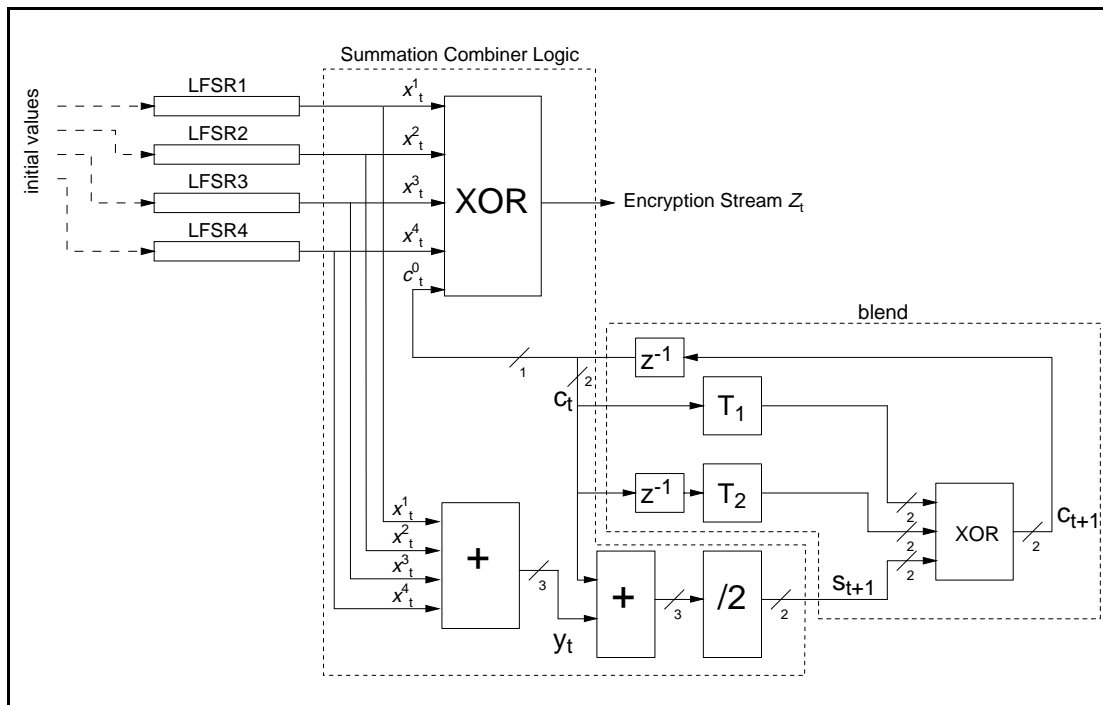 Summation Combiner Logic
initial values
LFSR1
LFSR2
LFSR3
LFSR4
x¹ₜ
x²ₜ
x³ₜ
x⁴ₜ
c⁰ₜ
XOR
Encryption Stream Zₜ
blend
1
2
cₜ
z⁻¹
T₁
z⁻¹
T₂
2
2
2
XOR
2
cₜ₊₁
x¹ₜ
x²ₜ
x³ₜ
x⁴ₜ
+
3
yₜ
+
3
/2
2
sₜ₊₁